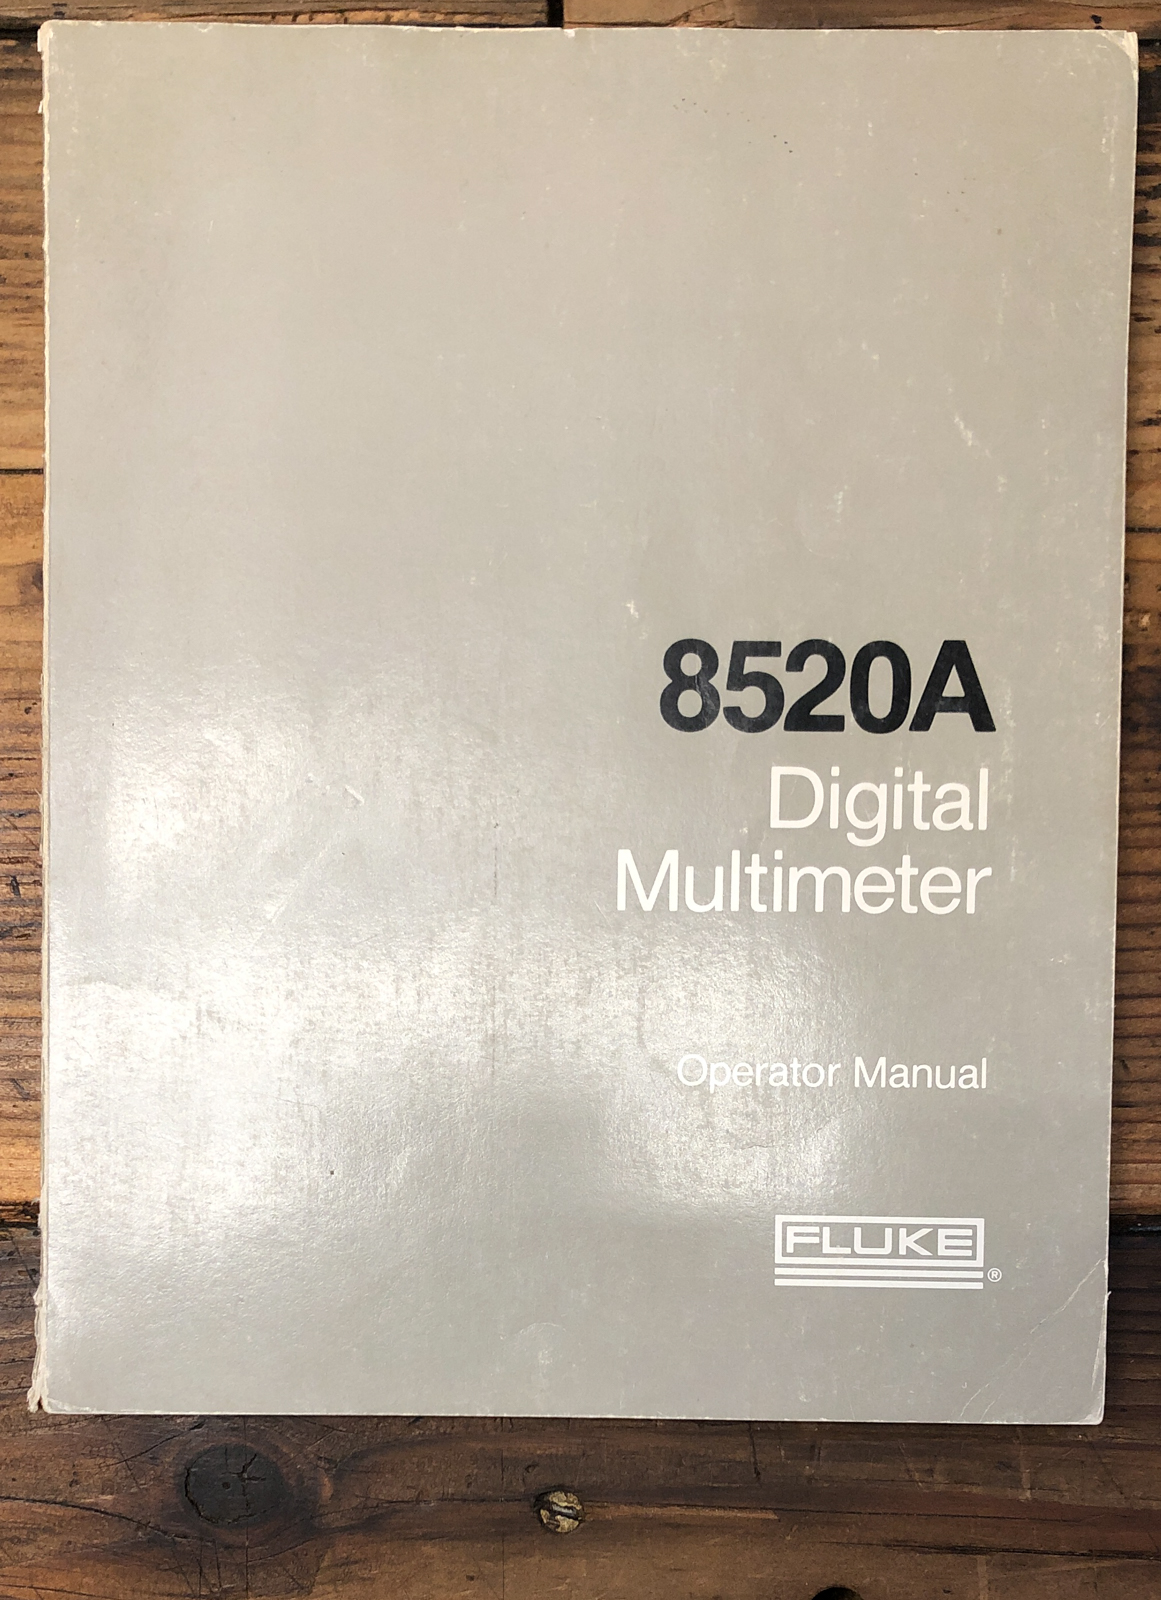 8520A
Digital
Multimeter
Operator Manual
FLUKE
®